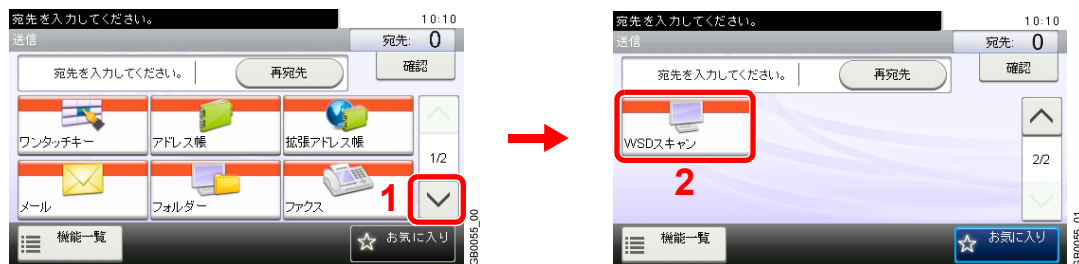 宛先を入力してください。 10:10
送信 宛先: 0
宛先を入力してください。 再宛先 確認
ワンタッチキー アドレス帳 拡張アドレス帳
1/2
メール フォルダー ファクス 1
機能一覧 お気に入り
GB0055_00
宛先を入力してください。 10:10
送信 宛先: 0
宛先を入力してください。 再宛先 確認
WSDスキャン
2/2
2
機能一覧 お気に入り
GB0055_01